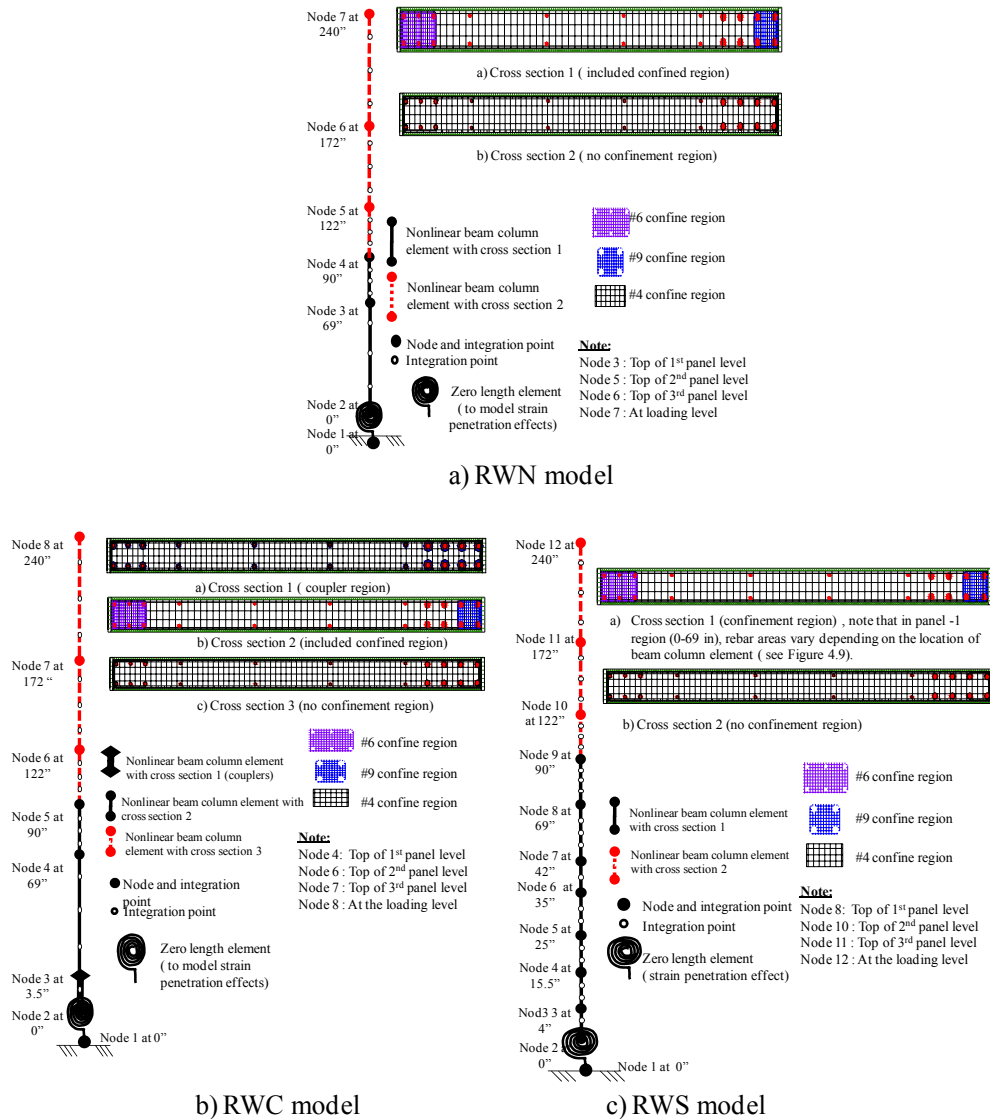 Node 7 at
240”
a) Cross section 1 ( included confined region)
Node 6 at
172”
b) Cross section 2 ( no confinement region)
Node 5 at
122”
Nonlinear beam column
element with cross section 1
#6 confine region
Node 4 at
90”
#9 confine region
Nonlinear beam column
element with cross section 2
#4 confine region
Node 3 at
69”
Node and integration point
Integration point
Note:
Node 3 : Top of 1st panel level
Node 5 : Top of 2nd panel level
Node 6 : Top of 3rd panel level
Node 7 : At loading level
Zero length element
( to model strain
penetration effects)
Node 2 at
0”
Node 1 at
0”
a) RWN model
Node 8 at
240”
a) Cross section 1 ( coupler region)
b) Cross section 2 (included confined region)
Node 7 at
172 “
c) Cross section 3 (no confinement region)
#6 confine region
Node 6 at
122”
Nonlinear beam column element
with cross section 1 (couplers)
#9 confine region
Nonlinear beam column element with
cross section 2
#4 confine region
Node 5 at
90”
Nonlinear beam column
element with cross section 3
Note:
Node 4: Top of 1st panel level
Node 6 : Top of 2nd panel level
Node 7 : Top of 3rd panel level
Node 8 : At the loading level
Node 4 at
69”
Node and integration
point
Integration point
Zero length element
( to model strain
penetration effects)
Node 3 at
3.5”
Node 2 at
0”
Node 1 at 0”
b) RWC model
Node 12 at
240”
a) Cross section 1 (confinement region) , note that in panel -1
region (0-69 in), rebar areas vary depending on the location of
beam column element ( see Figure 4.9).
Node 11 at
172”
b) Cross section 2 (no confinement region)
Node 10
at 122”
Node 9 at
90”
#6 confine region
Node 8 at
69”
Nonlinear beam column element
with cross section 1
#9 confine region
Node 7 at
42”
Nonlinear beam column element
with cross section 2
#4 confine region
Node 6 at
35”
Node and integration point
Integration point
Note:
Node 8: Top of 1st panel level
Node 10 : Top of 2nd panel level
Node 11 : Top of 3rd panel level
Node 12 : At the loading level
Node 5 at
25”
Zero length element
(strain penetration effect)
Node 4 at
15.5”
Nod3 3 at
4”
Node 2 a
0”
Node 1 at 0”
c) RWS model